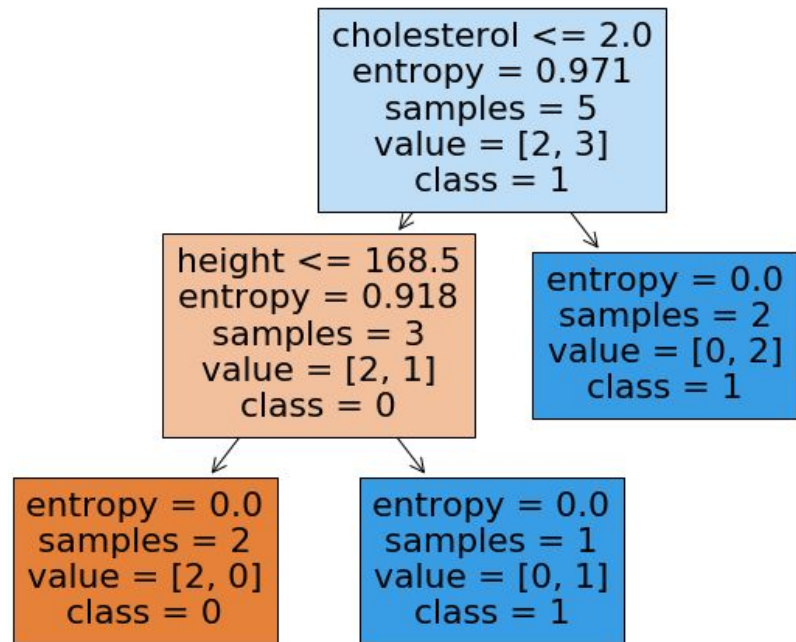 cholesterol <= 2.0
entropy = 0.971
samples = 5
value = [2, 3]
class = 1
height <= 168.5
entropy = 0.918
samples = 3
value = [2, 1]
class = 0
entropy = 0.0
samples = 2
value = [0, 2]
class = 1
entropy = 0.0
samples = 2
value = [2, 0]
class = 0
entropy = 0.0
samples = 1
value = [0, 1]
class = 1